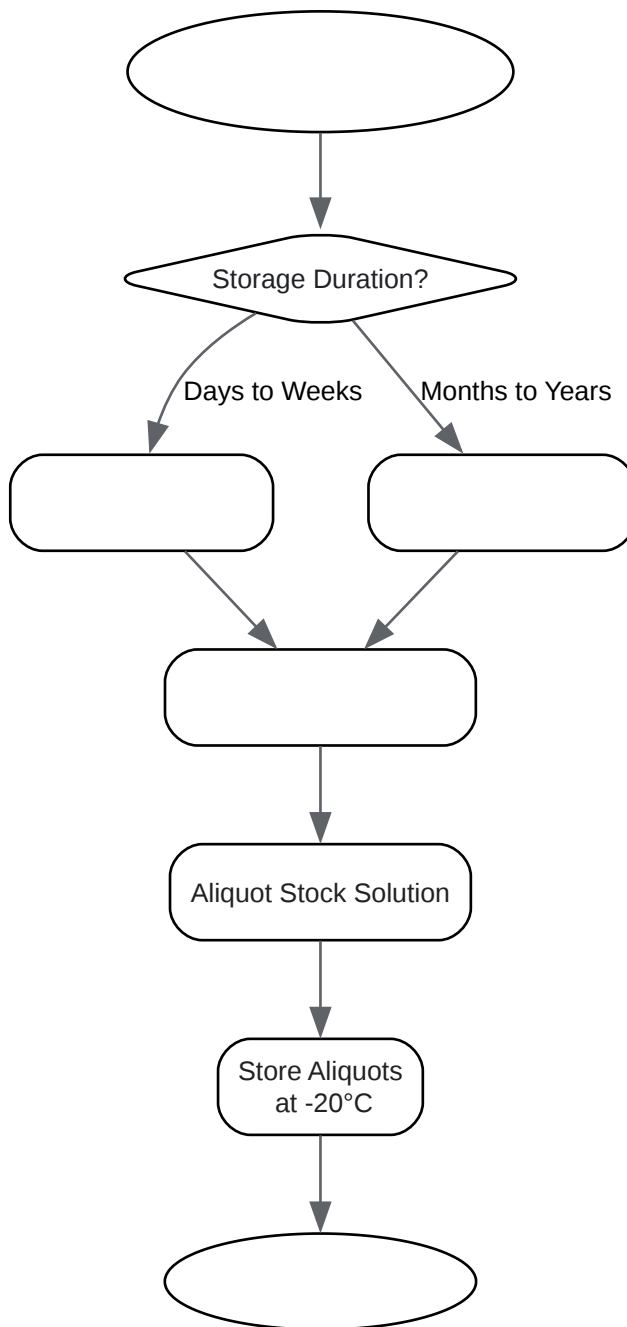 Storage Duration?
Days to Weeks
Months to Years
Aliquot Stock Solution
Store Aliquots
at -20°C